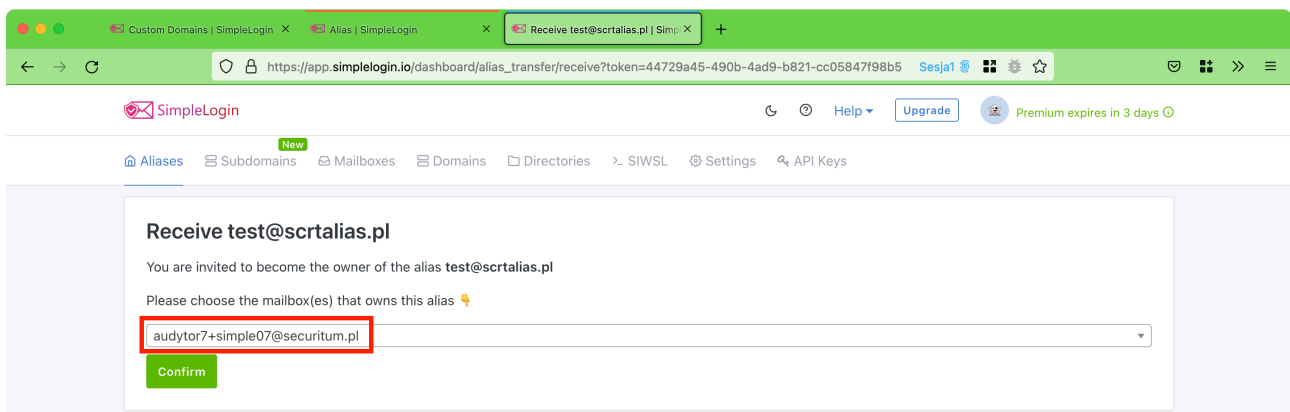 Custom Domains | SimpleLogin × Alias | SimpleLogin × Receive test@scrtalias.pl | Simpl × +
https://app.simplelogin.io/dashboard/alias_transfer/receive?token=44729a45-490b-4ad9-b821-cc05847f98b5 Sesja1
SimpleLogin Help Upgrade Premium expires in 3 days
New
Aliases Subdomains Mailboxes Domains Directories SIWSL Settings API Keys
Receive test@scrtalias.pl
You are invited to become the owner of the alias test@scrtalias.pl
Please choose the mailbox(es) that owns this alias 👇
audytor7+simple07@securitum.pl
Confirm